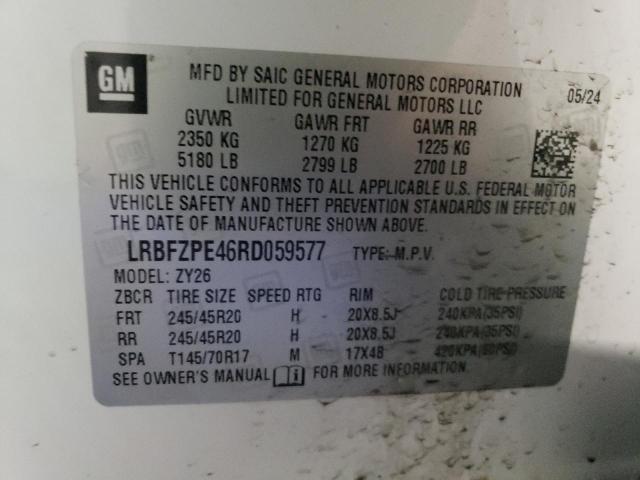 GM
MFD BY SAIC GENERAL MOTORS CORPORATION
LIMITED FOR GENERAL MOTORS LLC
05/24
GVWR GAWR FRT GAWR RR
2350 KG 1270 KG 1225 KG
5180 LB 2799 LB 2700 LB
THIS VEHICLE CONFORMS TO ALL APPLICABLE U.S. FEDERAL MOTOR
VEHICLE SAFETY AND THEFT PREVENTION STANDARDS IN EFFECT ON
THE DATE OF MANUFACTURE SHOWN ABOVE.
LRBFZPE46RD059577 TYPE: M.P.V.
MODEL: ZY26
ZBCR TIRE SIZE SPEED RTG RIM COLD TIRE PRESSURE
FRT 245/45R20 H 20X8.5J 240KPA(35PSI)
RR 245/45R20 H 20X8.5J 240KPA(35PSI)
SPA T145/70R17 M 17X4B 420KPA(60PSI)
SEE OWNER'S MANUAL i FOR MORE INFORMATION